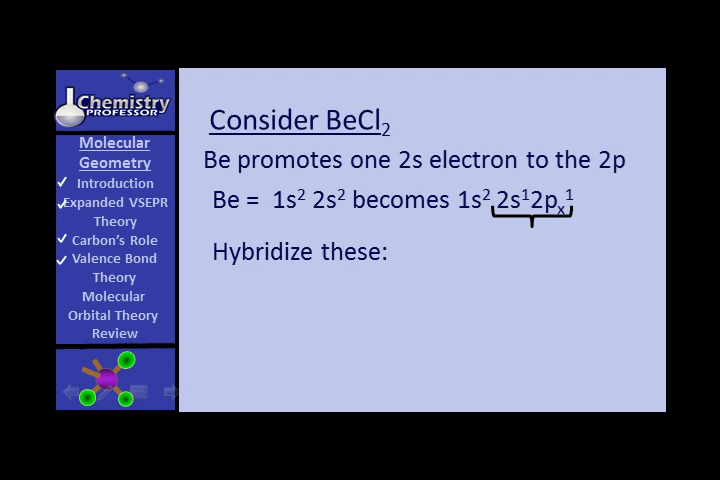 Chemistry
PROFESSOR
Molecular
Geometry
✓ Introduction
✓ Expanded VSEPR
Theory
✓ Carbon's Role
✓ Valence Bond
Theory
Molecular
Orbital Theory
Review
Consider BeCl₂
Be promotes one 2s electron to the 2p
Be = 1s² 2s² becomes 1s² 2s¹2pₓ¹
Hybridize these: